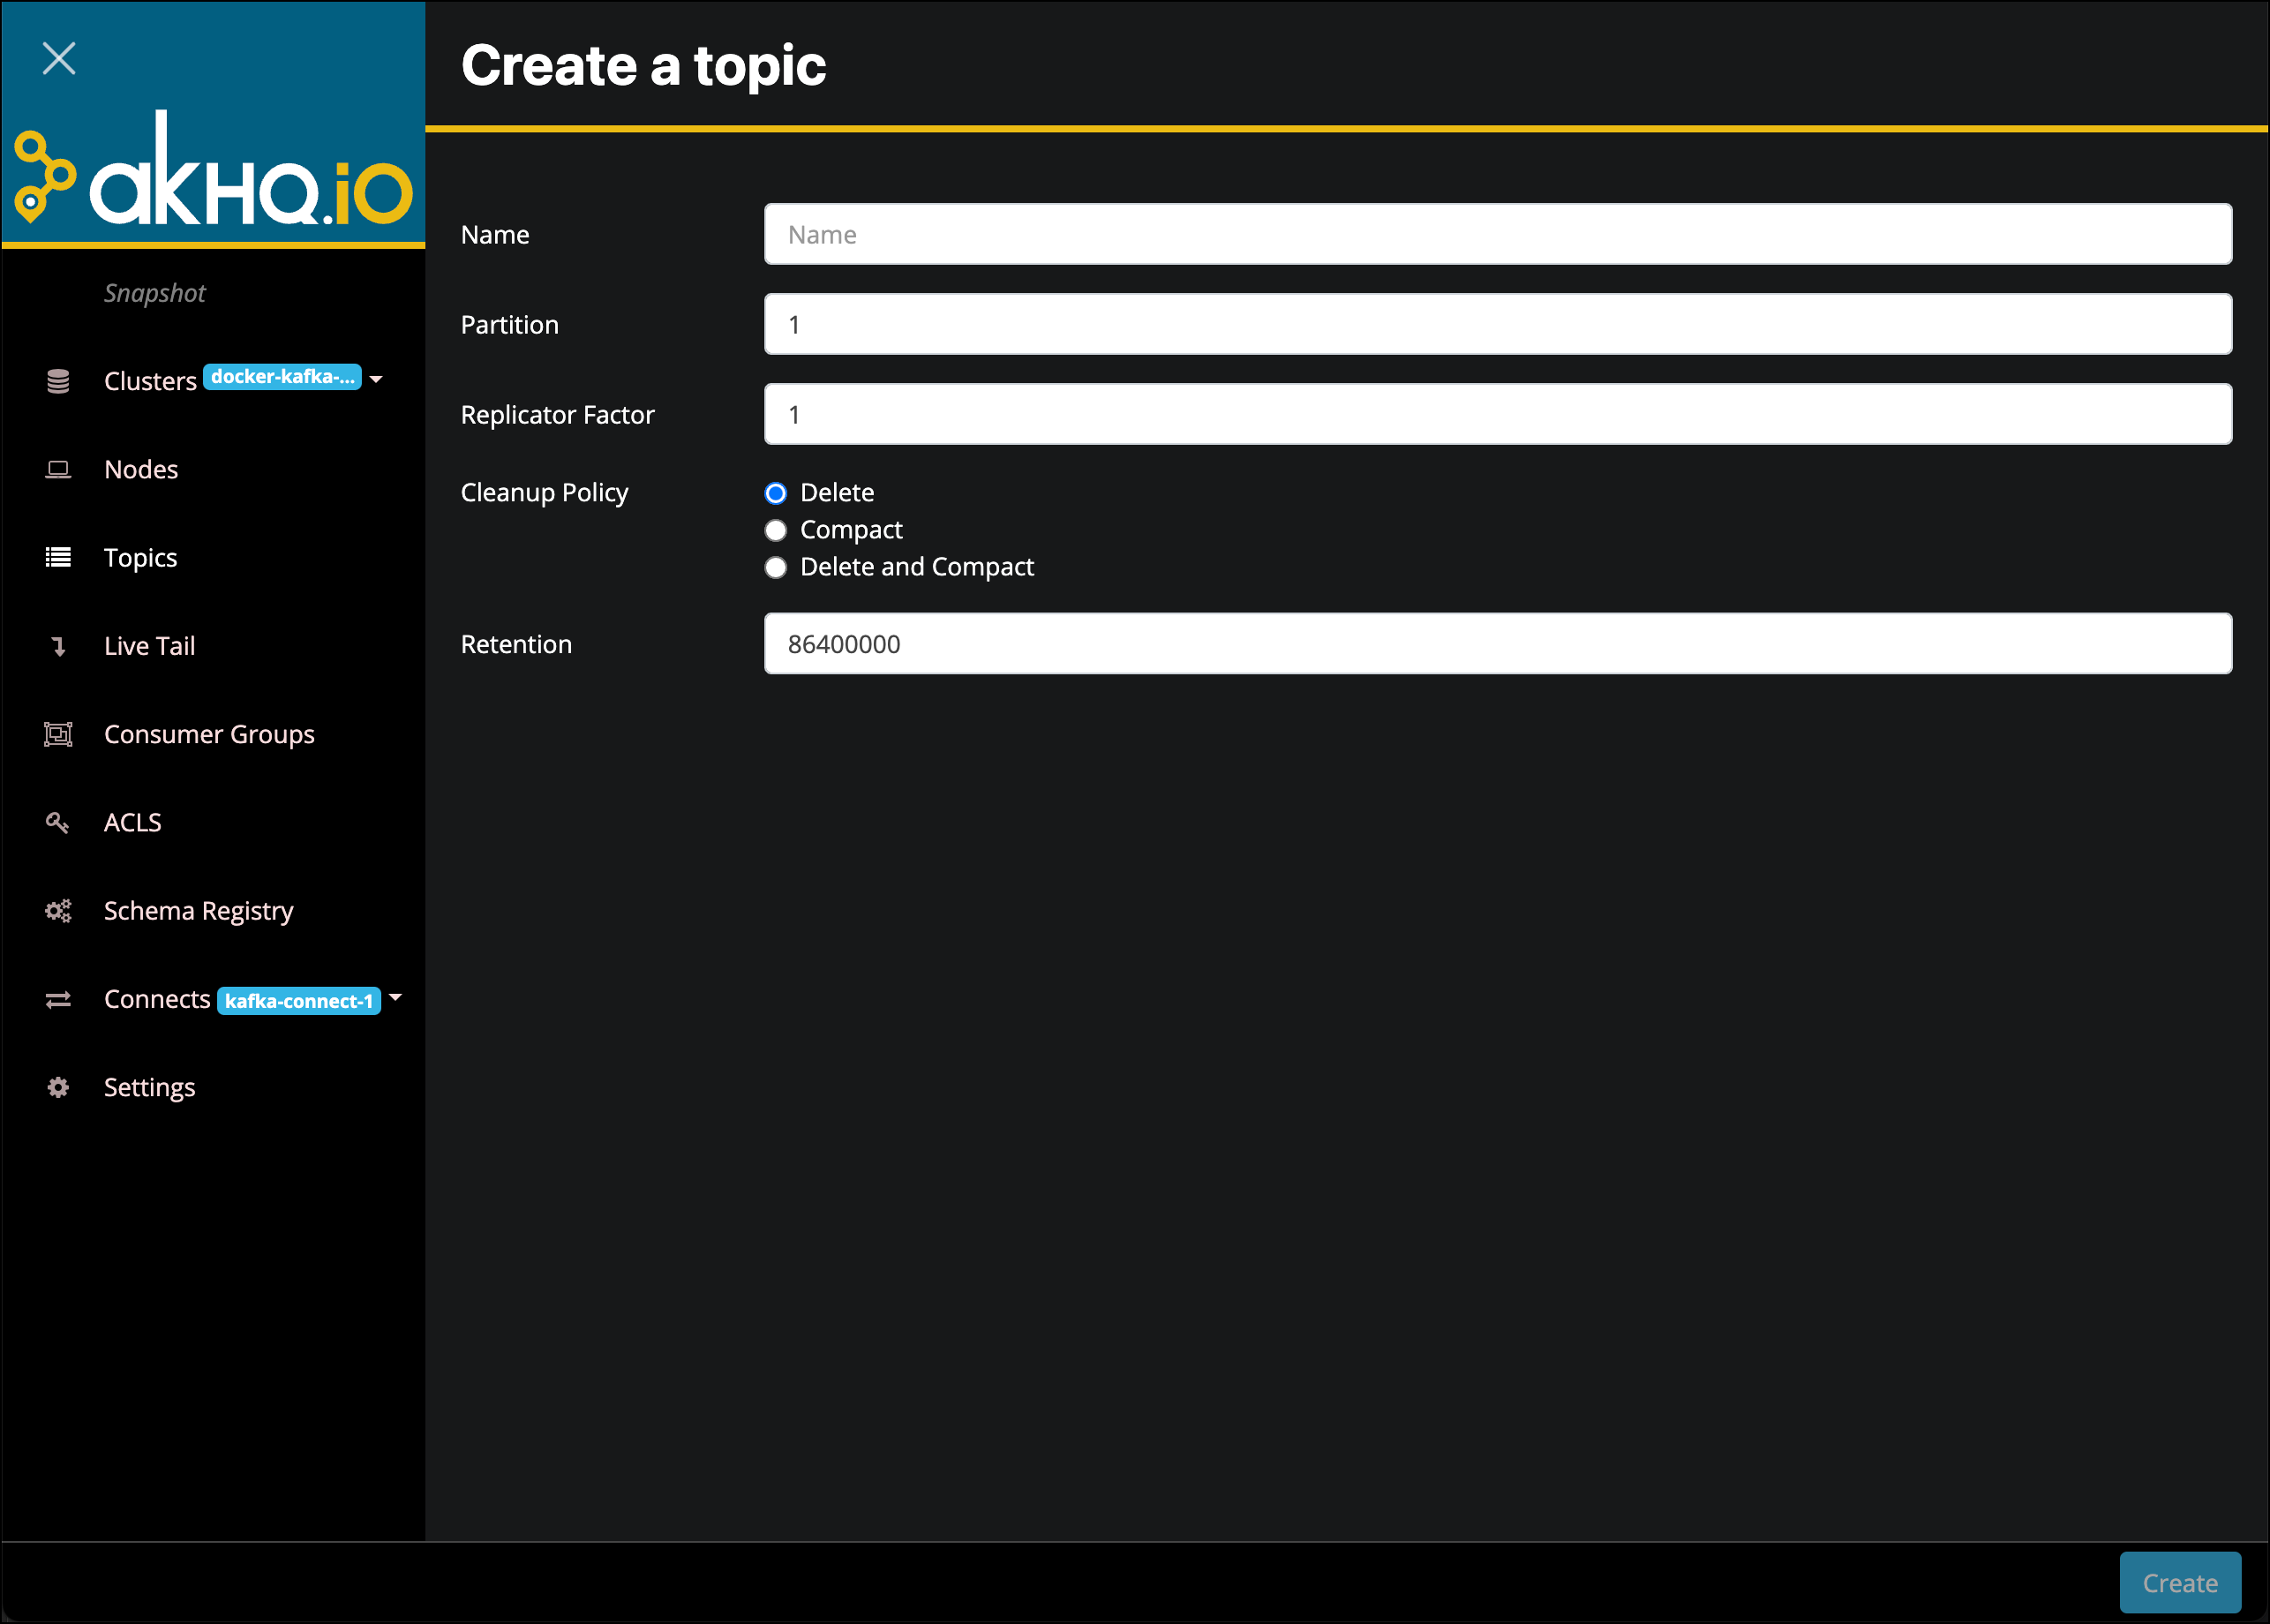 akHQ.io
Snapshot
Clusters docker-kafka-...
Nodes
Topics
Live Tail
Consumer Groups
ACLS
Schema Registry
Connects kafka-connect-1
Settings
Create a topic
Name Name
Partition 1
Replicator Factor 1
Cleanup Policy Delete
Compact
Delete and Compact
Retention 86400000
Create